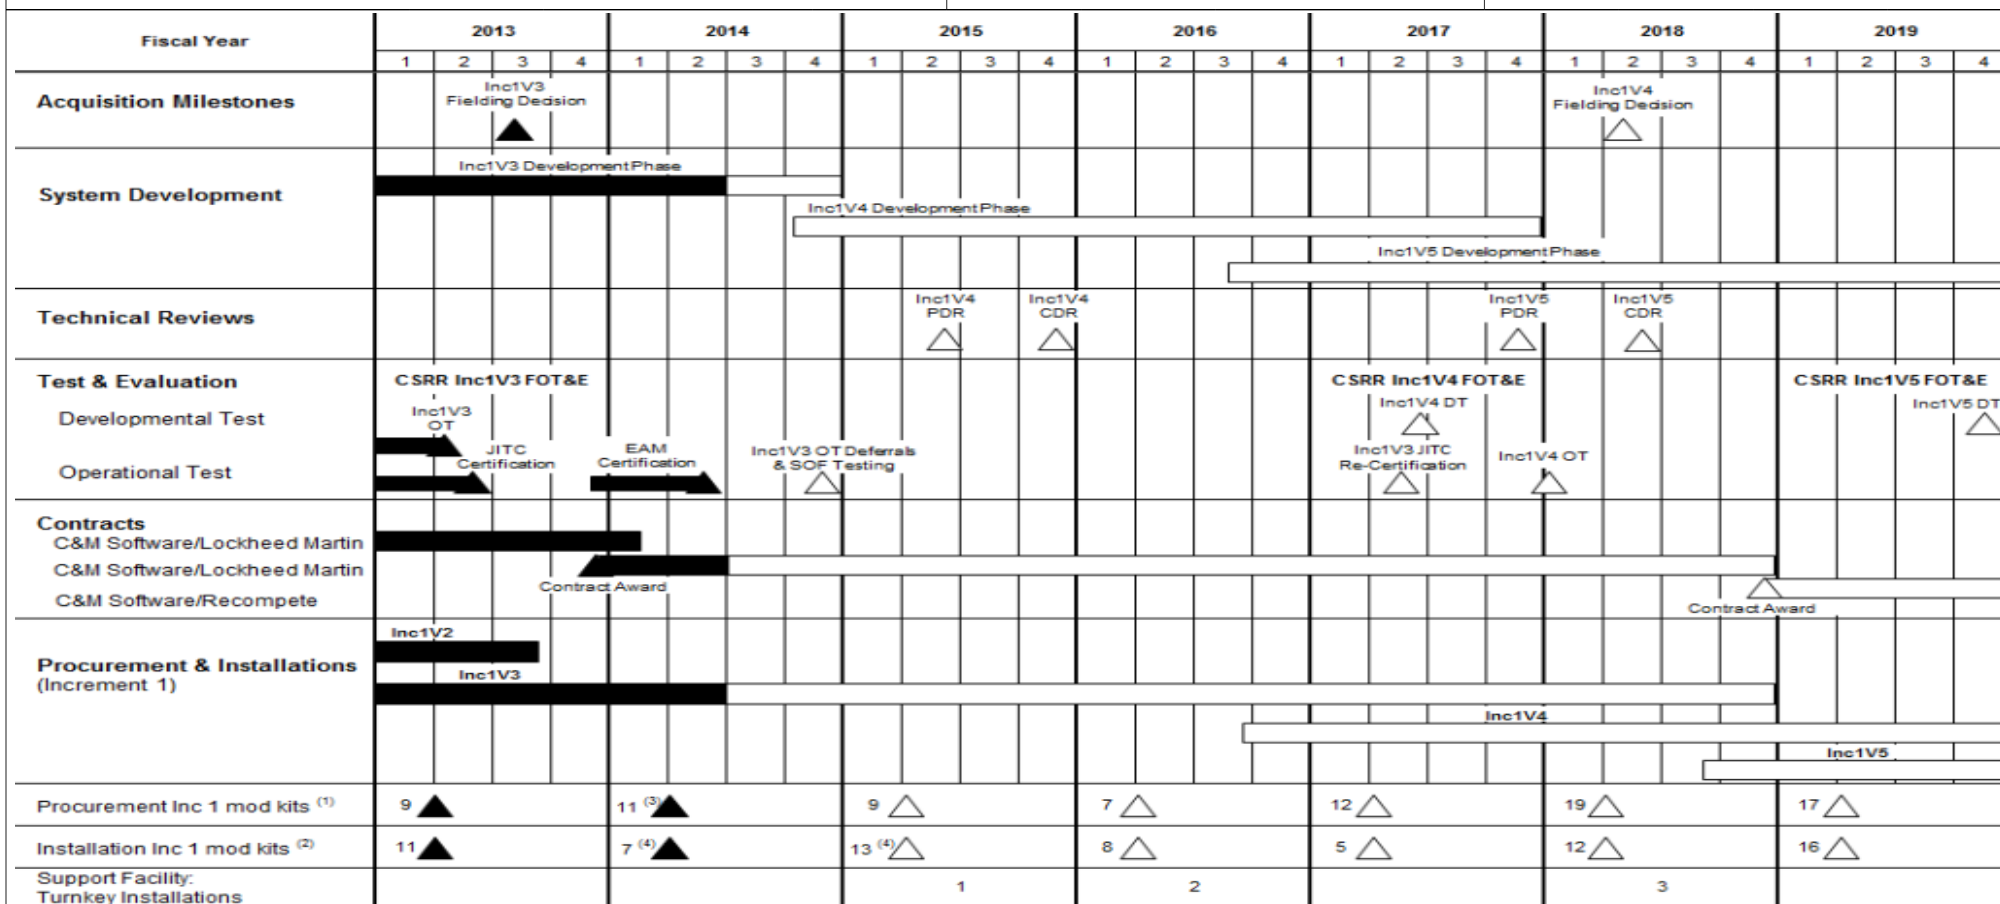 Fiscal Year 2013 2014 2015 2016 2017 2018 2019
1 2 3 4 1 2 3 4 1 2 3 4 1 2 3 4 1 2 3 4 1 2 3 4 1 2 3 4
Acquisition Milestones
Inc1V3
Fielding Decision
Inc1V4
Fielding Decision
System Development
Inc1V3 Development Phase
Inc1V4 Development Phase
Inc1V5 Development Phase
Technical Reviews
Inc1V4
PDR
Inc1V4
CDR
Inc1V5
PDR
Inc1V5
CDR
Test & Evaluation
CSRR Inc1V3 FOT&E
CSRR Inc1V4 FOT&E
CSRR Inc1V5 FOT&E
Developmental Test
Inc1V3
OT
Inc1V4 DT
Inc1V5 DT
Operational Test
JITC
Certification
EAM
Certification
Inc1V3 OT Deferrals
& SOF Testing
Inc1V3 JITC
Re-Certification
Inc1V4 OT
Contracts
C&M Software/Lockheed Martin
C&M Software/Lockheed Martin
Contract Award
C&M Software/Recompete
Contract Award
Procurement & Installations
(Increment 1)
Inc1V2
Inc1V3
Inc1V4
Inc1V5
Procurement Inc 1 mod kits (1) 9 11 (3) 9 7 12 19 17
Installation Inc 1 mod kits (2) 11 7 (4) 13 (4) 8 5 12 16
Support Facility:
Turnkey Installations
1 2 3